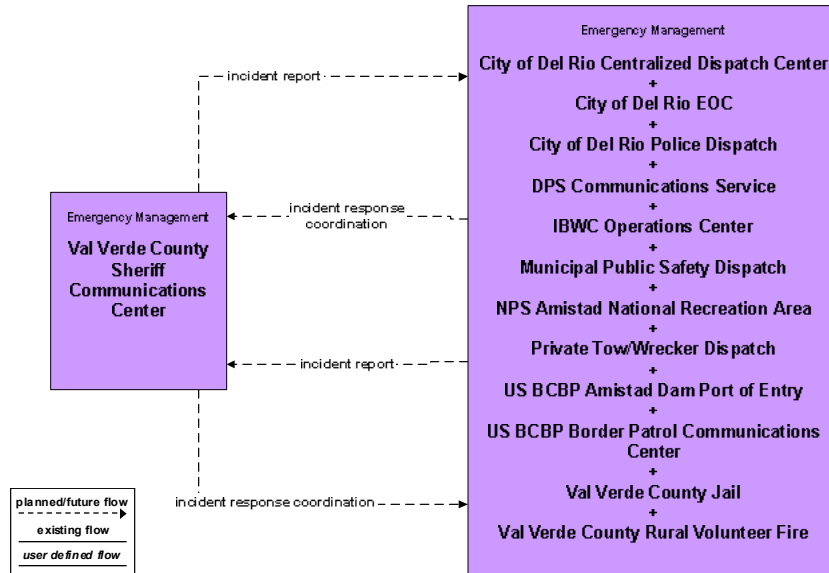 Emergency Management
Val Verde County
Sheriff
Communications
Center
incident report
incident response
coordination
incident report
incident response coordination
Emergency Management
City of Del Rio Centralized Dispatch Center
+
City of Del Rio EOC
+
City of Del Rio Police Dispatch
+
DPS Communications Service
+
IBWC Operations Center
+
Municipal Public Safety Dispatch
+
NPS Amistad National Recreation Area
+
Private Tow/Wrecker Dispatch
+
US BCBP Amistad Dam Port of Entry
+
US BCBP Border Patrol Communications
Center
+
Val Verde County Jail
+
Val Verde County Rural Volunteer Fire
planned/future flow
existing flow
user defined flow